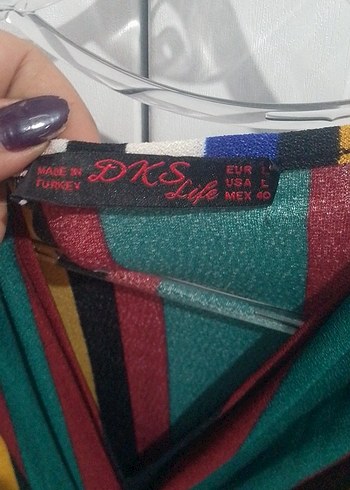 MADE IN
TURKEY
DKS
Life
EUR L
USA L
MEX 40